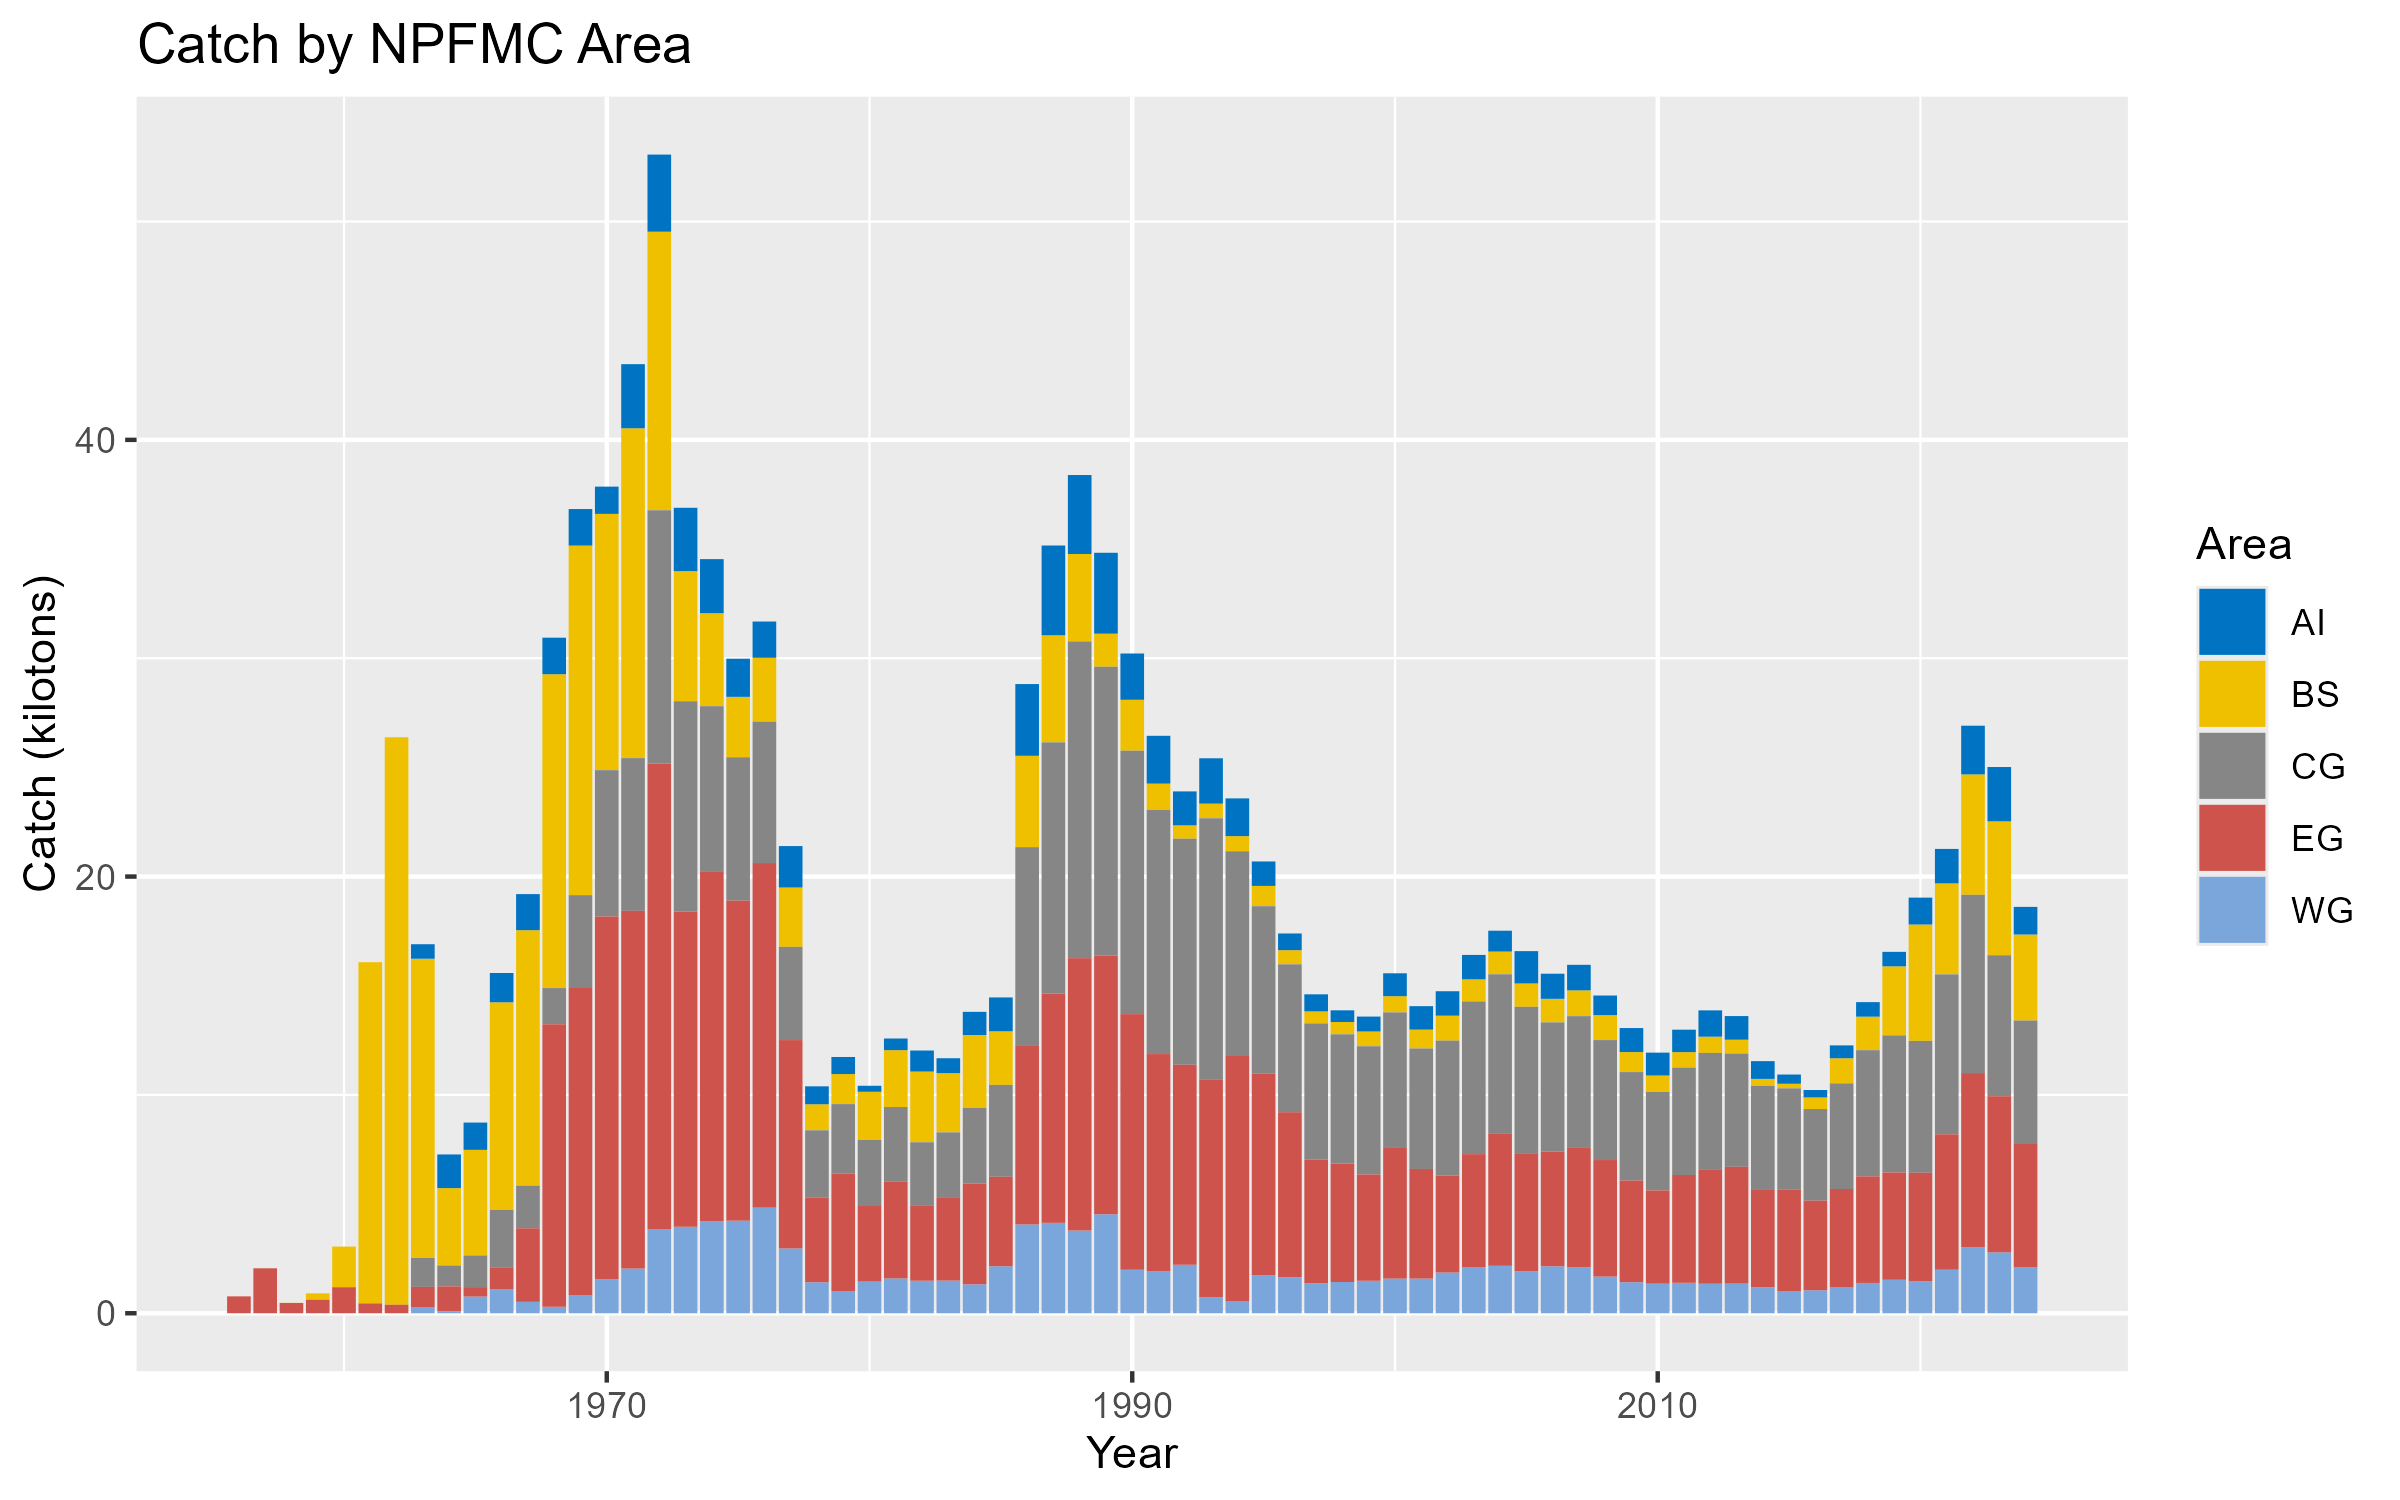 Catch by NPFMC Area
Catch (kilotons)
40
20
0
1970
1990
2010
Year
Area
AI
BS
CG
EG
WG